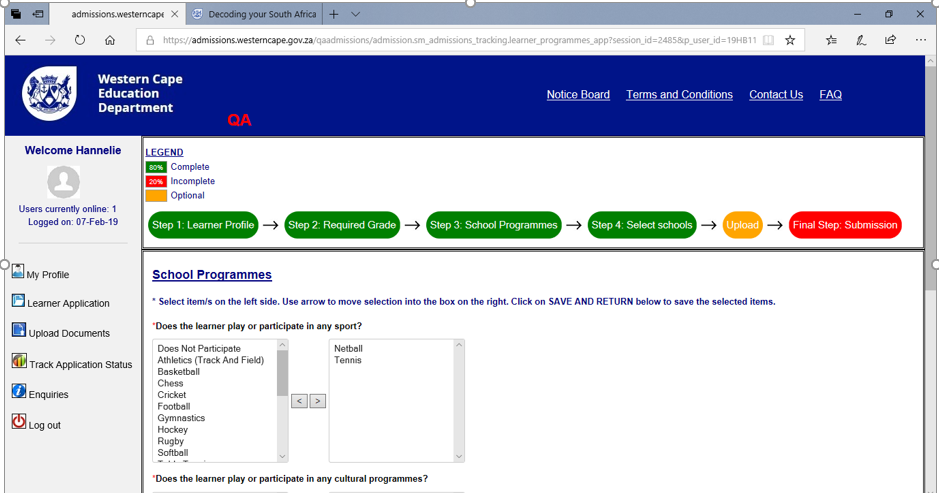 admissions.westerncape
Decoding your South Africa
https://admissions.westerncape.gov.za/qaadmissions/admission.sm_admissions_tracking.learner_programmes_app?session_id=2485&p_user_id=19HB11
Western Cape
Education
Department
QA
Notice Board Terms and Conditions Contact Us FAQ
Welcome Hannelie
Users currently online: 1
Logged on: 07-Feb-19
My Profile
Learner Application
Upload Documents
Track Application Status
Enquiries
Log out
LEGEND
80% Complete
20% Incomplete
Optional
Step 1: Learner Profile → Step 2: Required Grade → Step 3: School Programmes → Step 4: Select schools → Upload → Final Step: Submission
School Programmes
* Select item/s on the left side. Use arrow to move selection into the box on the right. Click on SAVE AND RETURN below to save the selected items.
*Does the learner play or participate in any sport?
Does Not Participate
Athletics (Track And Field)
Basketball
Chess
Cricket
Football
Gymnastics
Hockey
Rugby
Softball
< >
Netball
Tennis
*Does the learner play or participate in any cultural programmes?